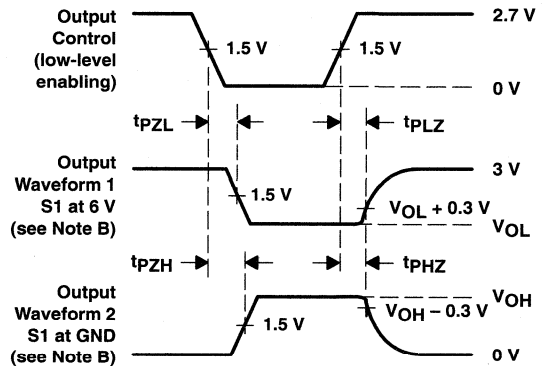 Output
Control
(low-level
enabling)
2.7 V
1.5 V
1.5 V
0 V
tPZL
tPLZ
Output
Waveform 1
S1 at 6 V
(see Note B)
3 V
1.5 V
VOL + 0.3 V
VOL
tPZH
tPHZ
Output
Waveform 2
S1 at GND
(see Note B)
VOH
1.5 V
VOH – 0.3 V
0 V